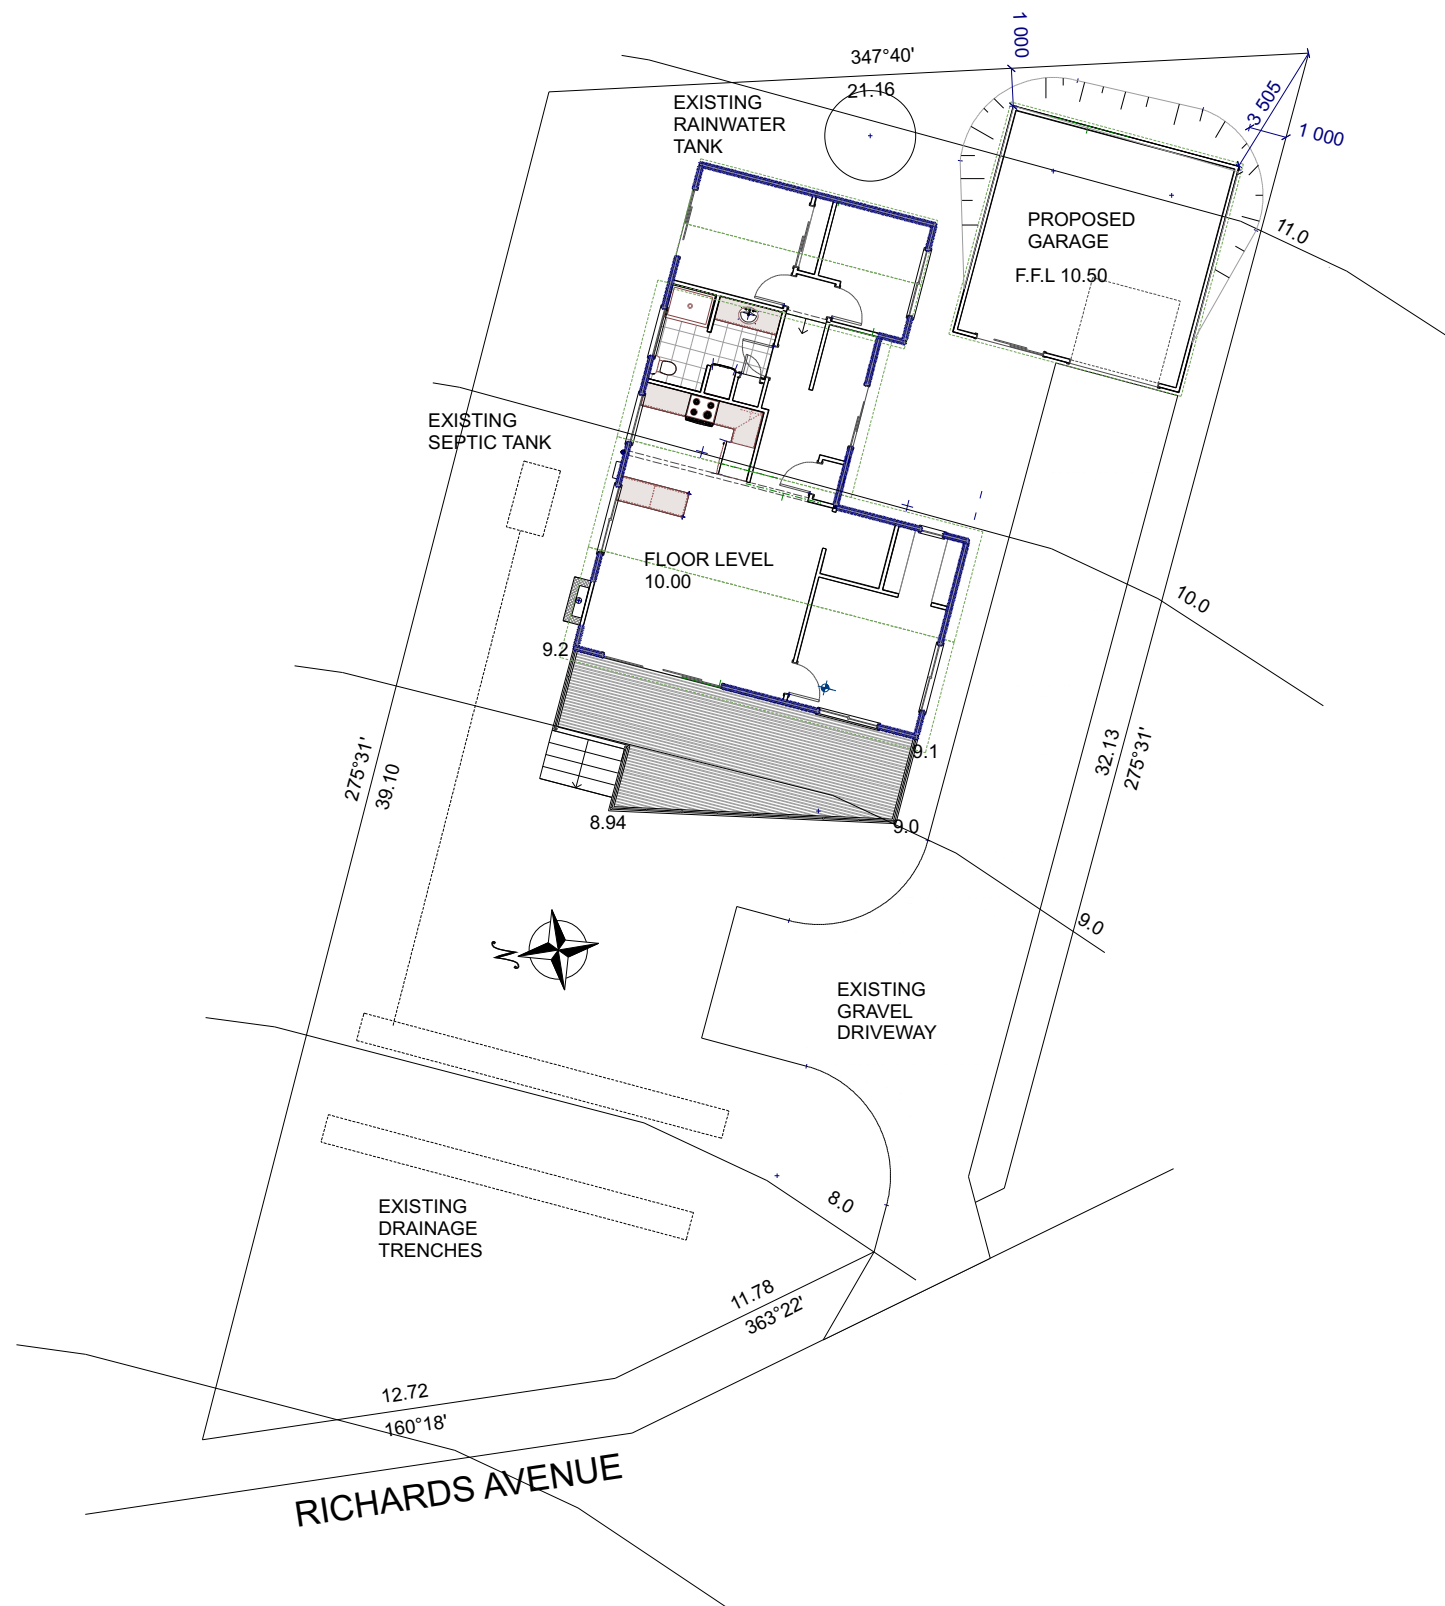 1 000
347°40'
21.16
3 505
1 000
EXISTING
RAINWATER
TANK
PROPOSED
GARAGE
F.F.L 10.50
11.0
EXISTING
SEPTIC TANK
FLOOR LEVEL
10.00
10.0
9.2
9.1
32.13
275°31'
275°31'
39.10
8.94
9.0
9.0
N
EXISTING
GRAVEL
DRIVEWAY
8.0
EXISTING
DRAINAGE
TRENCHES
11.78
363°22'
12.72
160°18'
RICHARDS AVENUE